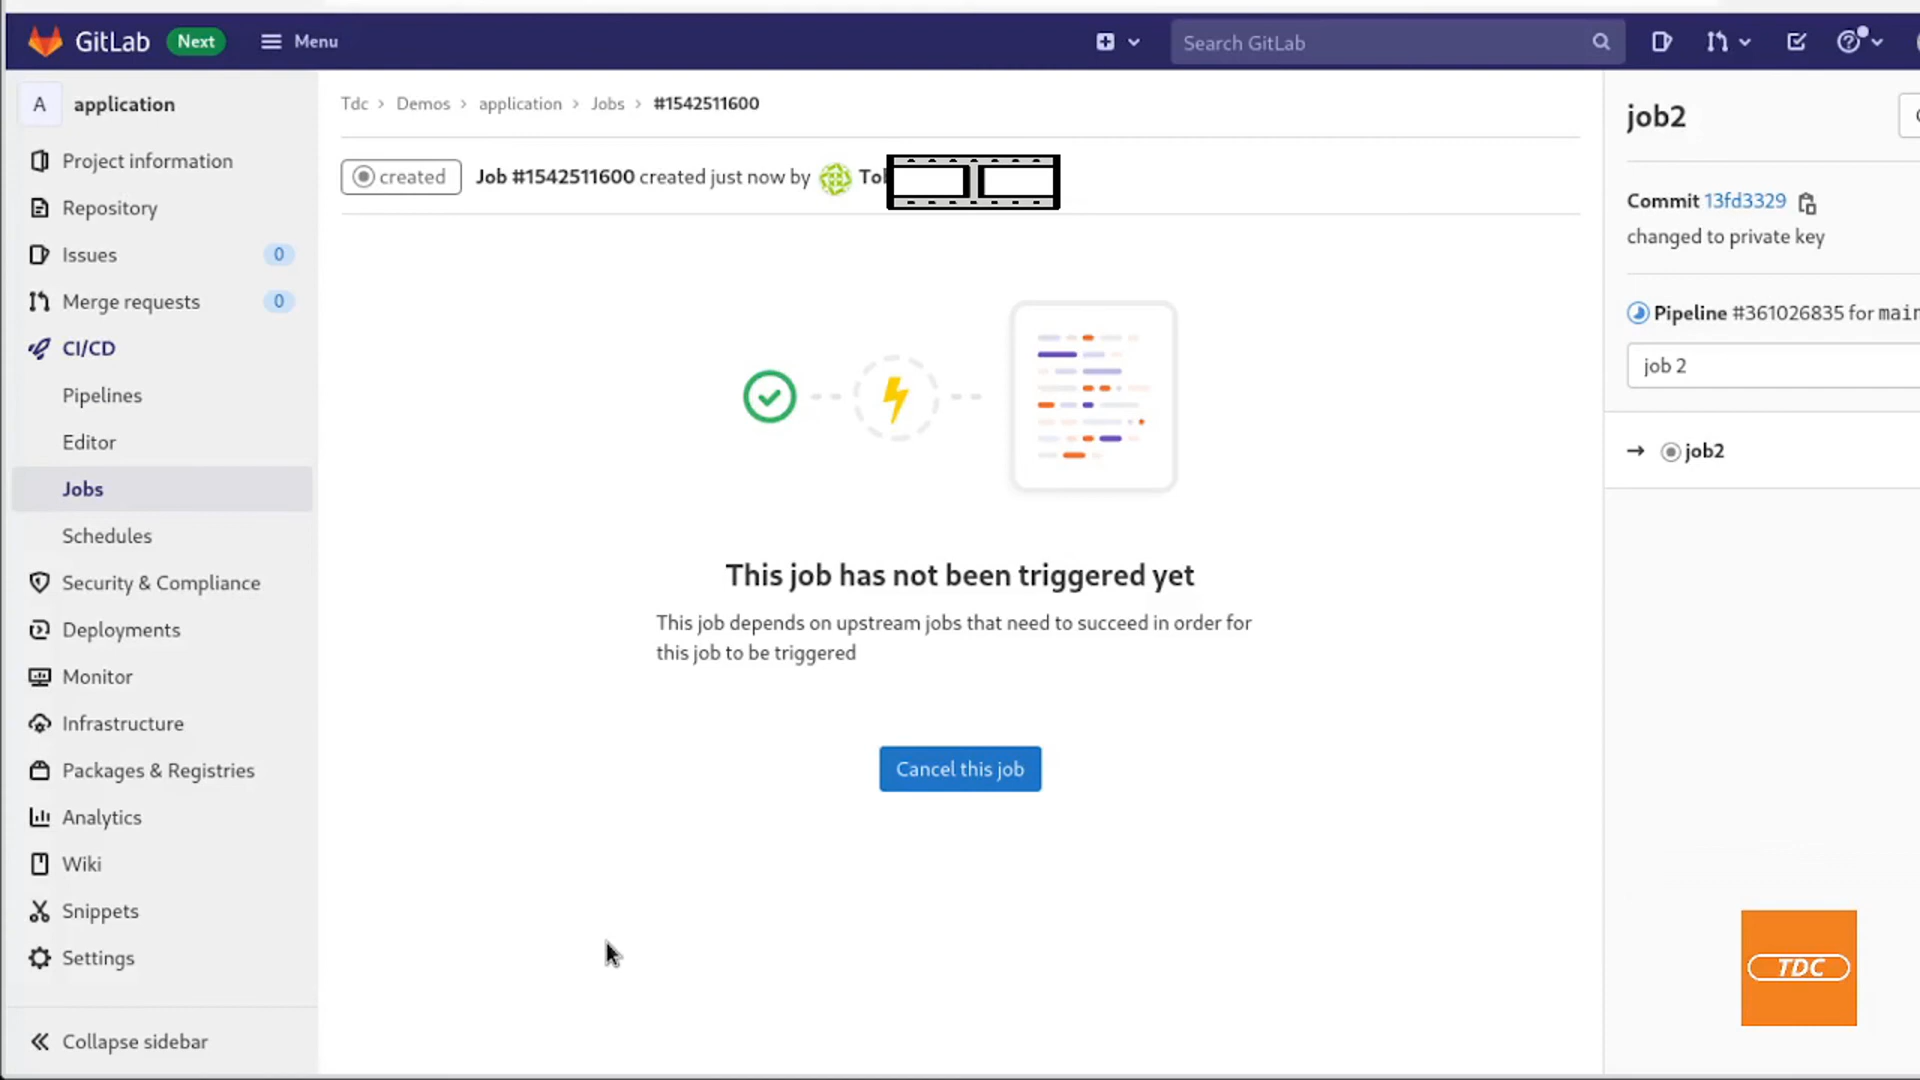 GitLab Next Menu Search GitLab
A application
Project information
Repository
Issues 0
Merge requests 0
CI/CD
Pipelines
Editor
Jobs
Schedules
Security & Compliance
Deployments
Monitor
Infrastructure
Packages & Registries
Analytics
Wiki
Snippets
Settings
Collapse sidebar
Tdc > Demos > application > Jobs > #1542511600
created Job #1542511600 created just now by
This job has not been triggered yet
This job depends on upstream jobs that need to succeed in order for
this job to be triggered
Cancel this job
job2
Commit 13fd3329
changed to private key
Pipeline #361026835 for main
job 2
→ job2
TDC